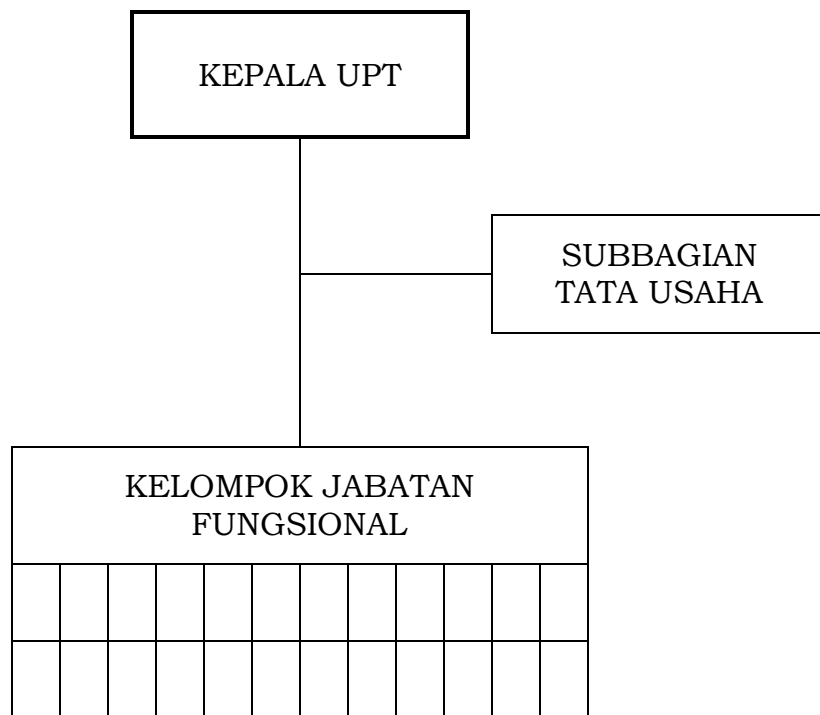 KEPALA UPT
SUBBAGIAN
TATA USAHA
KELOMPOK JABATAN
FUNGSIONAL